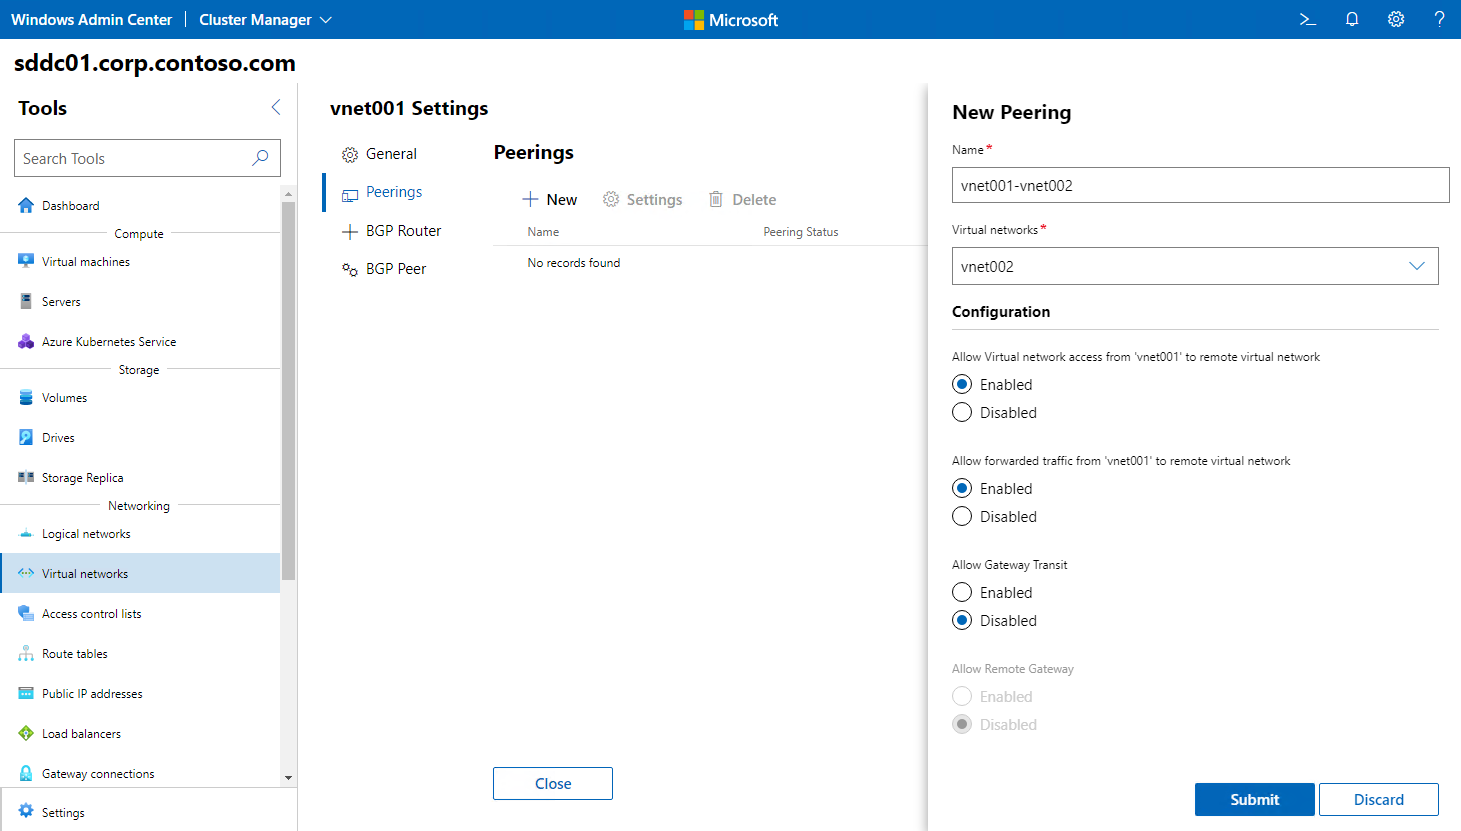 Windows Admin Center
Cluster Manager
Microsoft
?
sddc01.corp.contoso.com
Tools
Search Tools
Dashboard
Compute
Virtual machines
Servers
Azure Kubernetes Service
Storage
Volumes
Drives
Storage Replica
Networking
Logical networks
Virtual networks
Access control lists
Route tables
Public IP addresses
Load balancers
Gateway connections
Settings
vnet001 Settings
General
Peerings
BGP Router
BGP Peer
Peerings
New Settings Delete
Name Peering Status
No records found
Close
New Peering
Name*
vnet001-vnet002
Virtual networks*
vnet002
Configuration
Allow Virtual network access from 'vnet001' to remote virtual network
Enabled
Disabled
Allow forwarded traffic from 'vnet001' to remote virtual network
Enabled
Disabled
Allow Gateway Transit
Enabled
Disabled
Allow Remote Gateway
Enabled
Disabled
Submit Discard